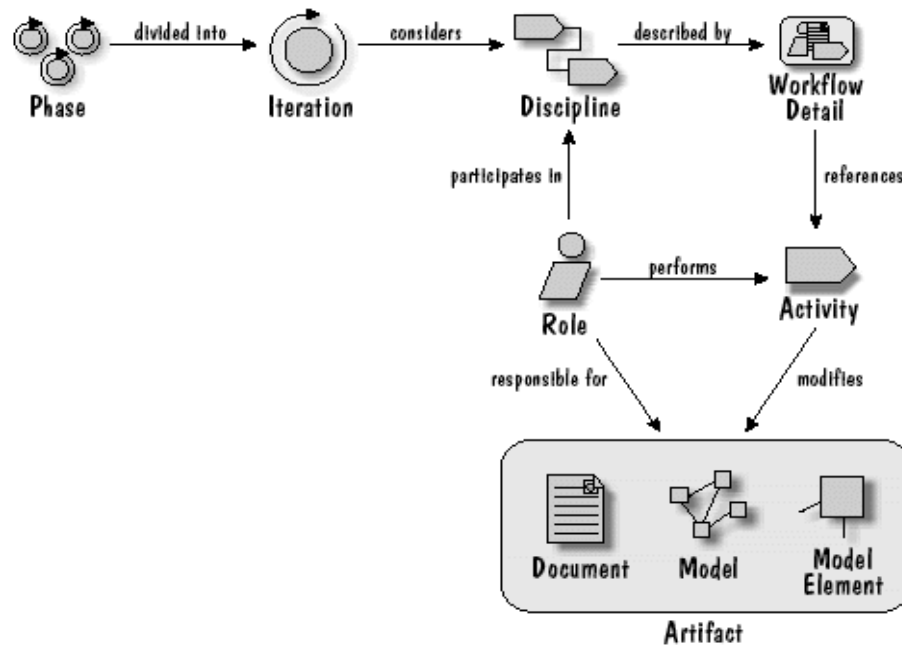 divided into
considers
described by
Phase
Iteration
Discipline
Workflow
Detail
participates in
references
performs
Role
Activity
responsible for
modifies
Document
Model
Model
Element
Artifact